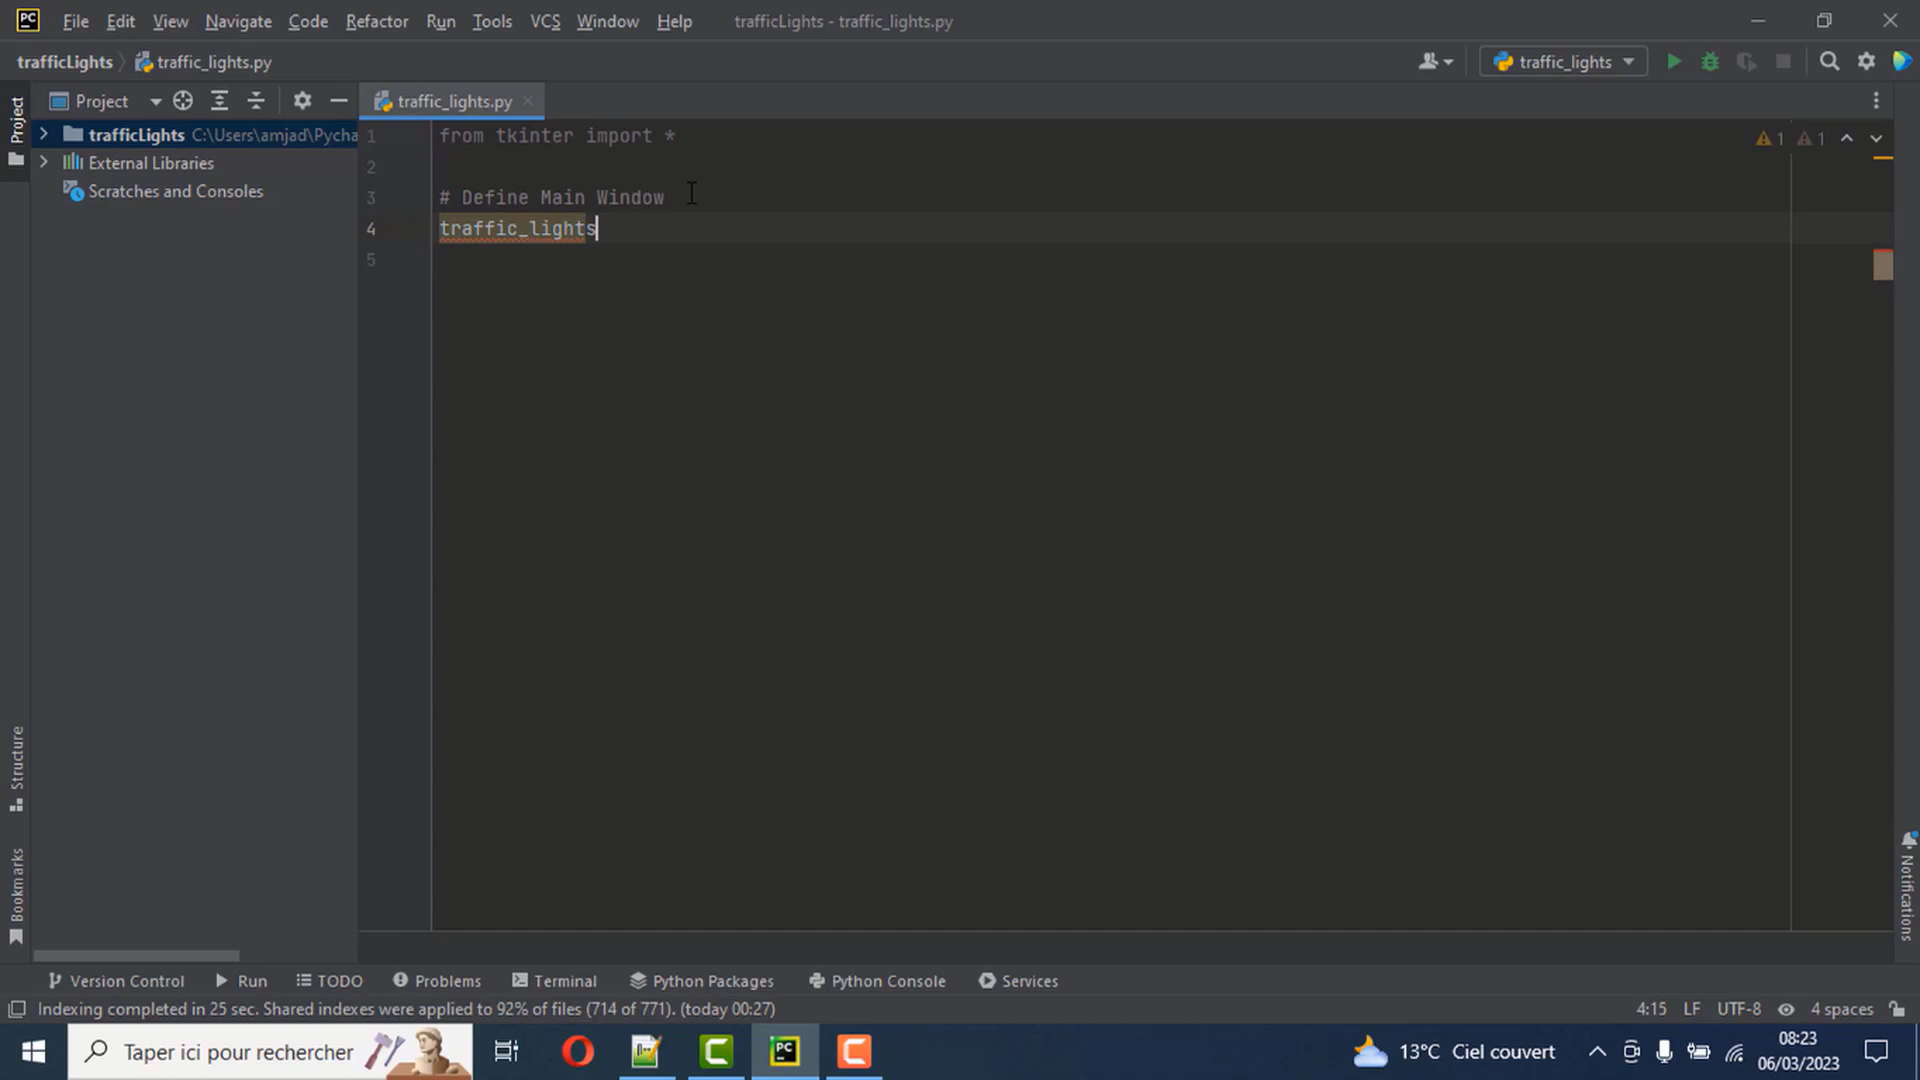 PC File Edit View Navigate Code Refactor Run Tools VCS Window Help trafficLights - traffic_lights.py
trafficLights traffic_lights.py traffic_lights
Project traffic_lights.py
trafficLights C:\Users\amjad\Pycha
External Libraries
Scratches and Consoles
Project
Structure
Bookmarks
1 from tkinter import *
2
3 # Define Main Window
4 traffic_lights
5
1 1
Notifications
Version Control Run TODO Problems Terminal Python Packages Python Console Services
Indexing completed in 25 sec. Shared indexes were applied to 92% of files (714 of 771). (today 00:27) 4:15 LF UTF-8 4 spaces
Taper ici pour rechercher PC 13°C Ciel couvert 08:23
06/03/2023